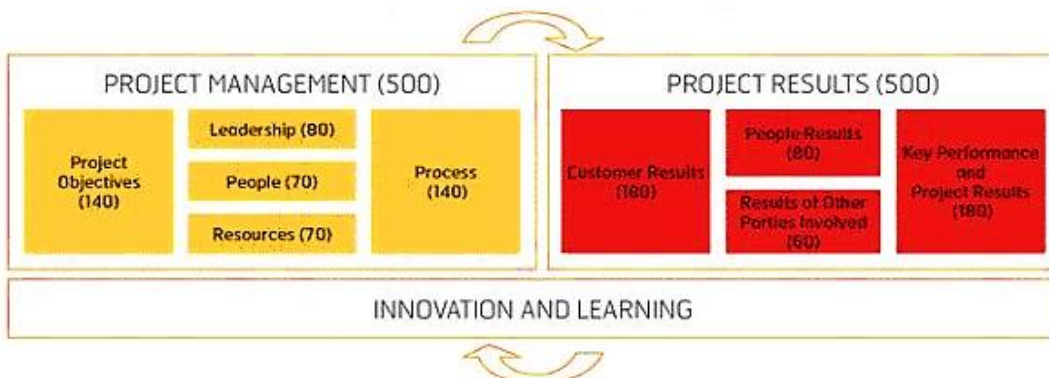 PROJECT MANAGEMENT (500)
Project
Objectives
(140)
Leadership (80)
People (70)
Resources (70)
Process
(140)
PROJECT RESULTS (500)
Customer Results
(180)
People Results
(80)
Results of Other
Parties Involved
(60)
Key Performance
and
Project Results
(180)
INNOVATION AND LEARNING